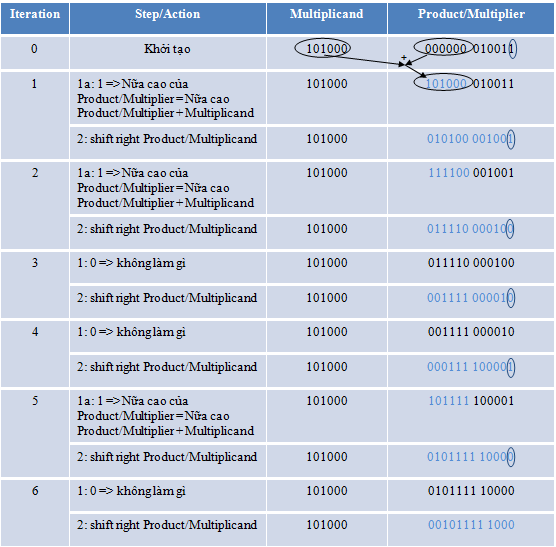 Iteration Step/Action Multiplicand Product/Multiplier
0 Khởi tạo 101000 000000 010011
+
1 1a: 1 => Nữa cao của 101000 101000 010011
Product/Multiplier = Nữa cao
Product/Multiplier + Multiplicand
2: shift right Product/Multiplicand 101000 010100 001001
2 1a: 1 => Nữa cao của 101000 111100 001001
Product/Multiplier = Nữa cao
Product/Multiplier + Multiplicand
2: shift right Product/Multiplicand 101000 011110 000100
3 1: 0 => không làm gì 101000 011110 000100
2: shift right Product/Multiplicand 101000 001111 000010
4 1: 0 => không làm gì 101000 001111 000010
2: shift right Product/Multiplicand 101000 000111 100001
5 1a: 1 => Nữa cao của 101000 101111 100001
Product/Multiplier = Nữa cao
Product/Multiplier + Multiplicand
2: shift right Product/Multiplicand 101000 0101111 10000
6 1: 0 => không làm gì 101000 0101111 10000
2: shift right Product/Multiplicand 101000 00101111 1000